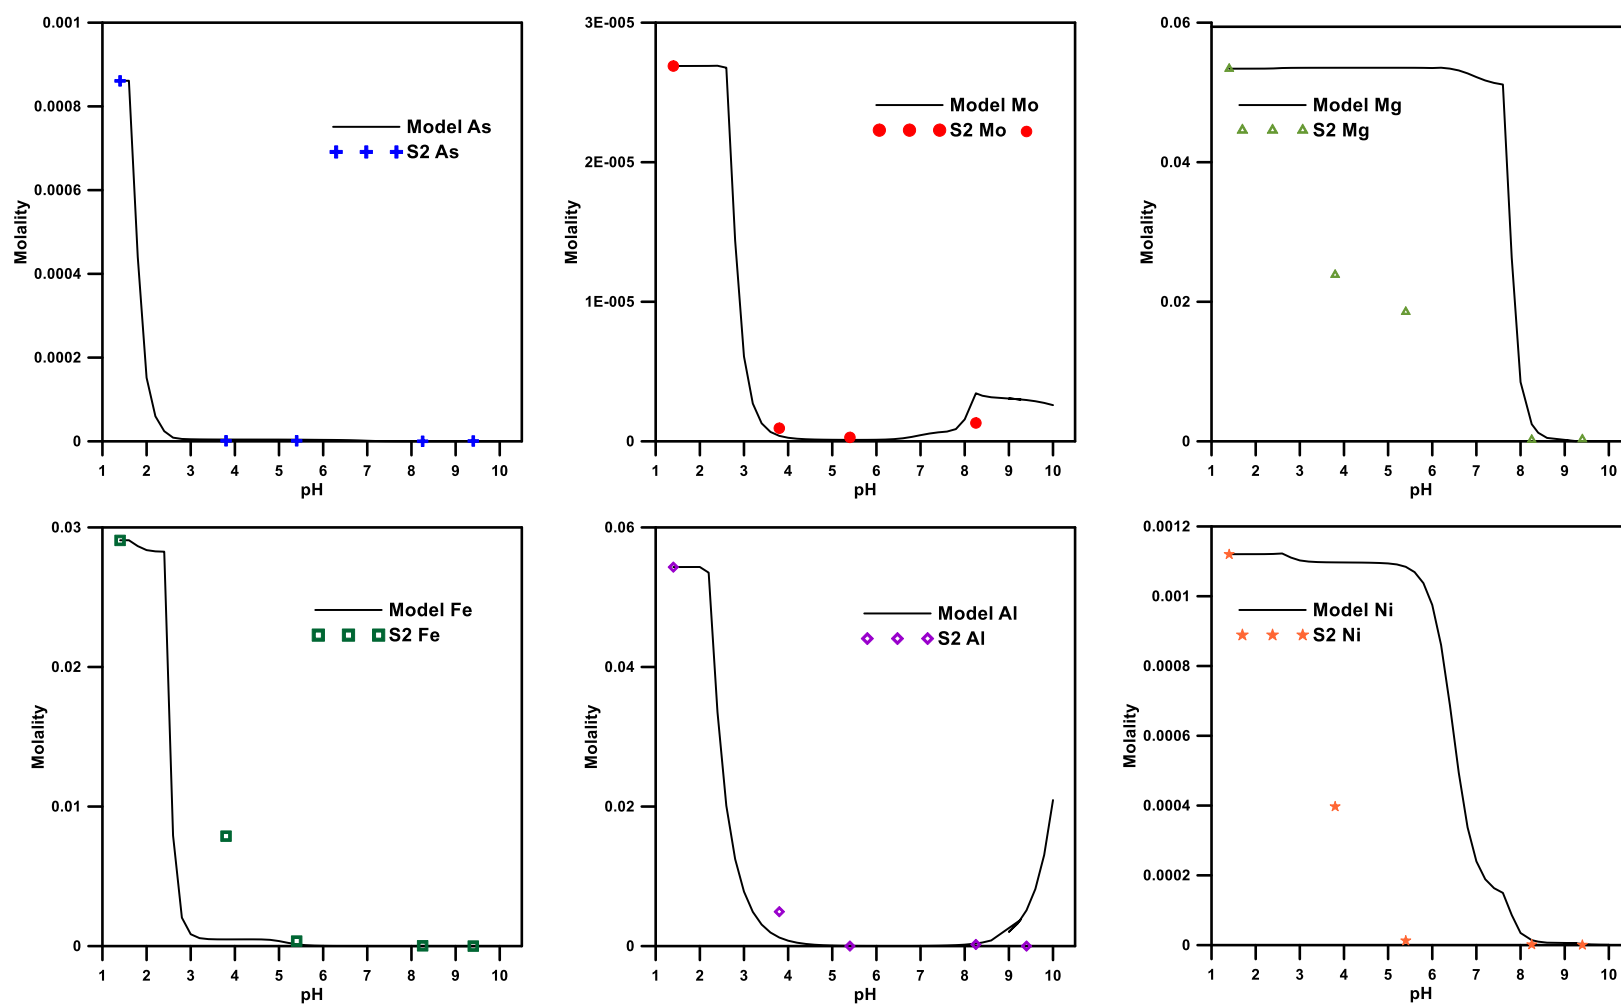 0.001
0.0008
0.0006
0.0004
0.0002
0
Molality
1 2 3 4 5 6 7 8 9 10
pH
Model As
S2 As
3E-005
2E-005
1E-005
0
Molality
1 2 3 4 5 6 7 8 9 10
pH
Model Mo
S2 Mo
0.06
0.04
0.02
0
Molality
1 2 3 4 5 6 7 8 9 10
pH
Model Mg
S2 Mg
0.03
0.02
0.01
0
Molality
1 2 3 4 5 6 7 8 9 10
pH
Model Fe
S2 Fe
0.06
0.04
0.02
0
Molality
1 2 3 4 5 6 7 8 9 10
pH
Model Al
S2 Al
0.0012
0.001
0.0008
0.0006
0.0004
0.0002
0
Molality
1 2 3 4 5 6 7 8 9 10
pH
Model Ni
S2 Ni